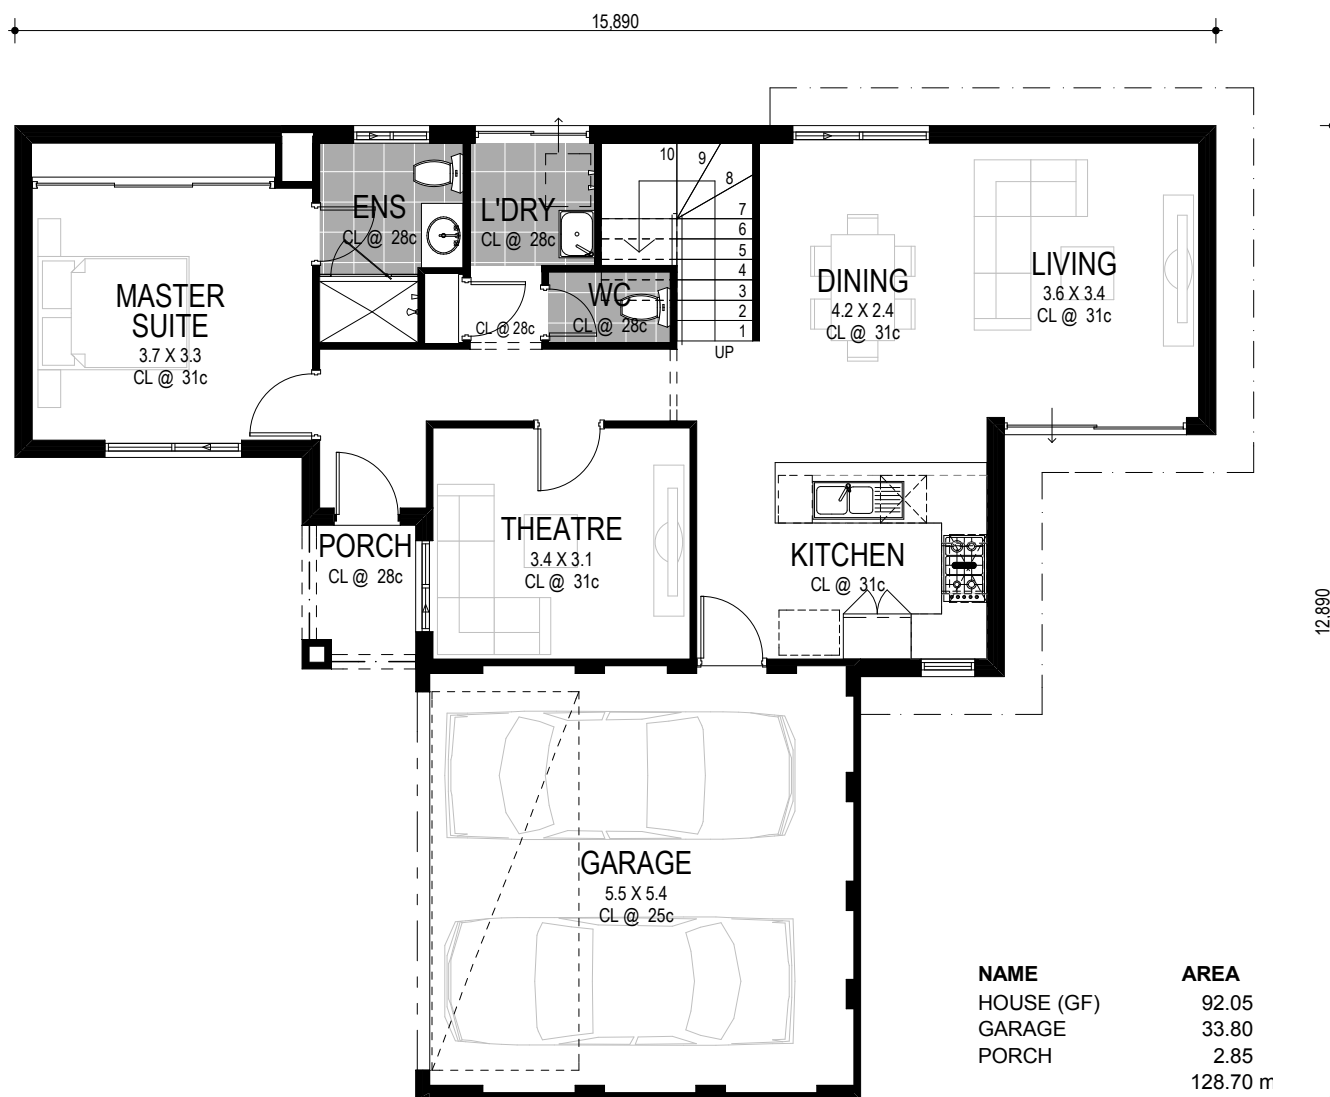 15,890
10
9
8
7
6
5
4
3
2
1
UP
ENS
CL @ 28c
L'DRY
CL @ 28c
WC
CL @ 28c
CL @ 28c
MASTER
SUITE
3.7 X 3.3
CL @ 31c
DINING
4.2 X 2.4
CL @ 31c
LIVING
3.6 X 3.4
CL @ 31c
PORCH
CL @ 28c
THEATRE
3.4 X 3.1
CL @ 31c
KITCHEN
CL @ 31c
12,890
GARAGE
5.5 X 5.4
CL @ 25c
NAME AREA
HOUSE (GF) 92.05
GARAGE 33.80
PORCH 2.85
128.70 m